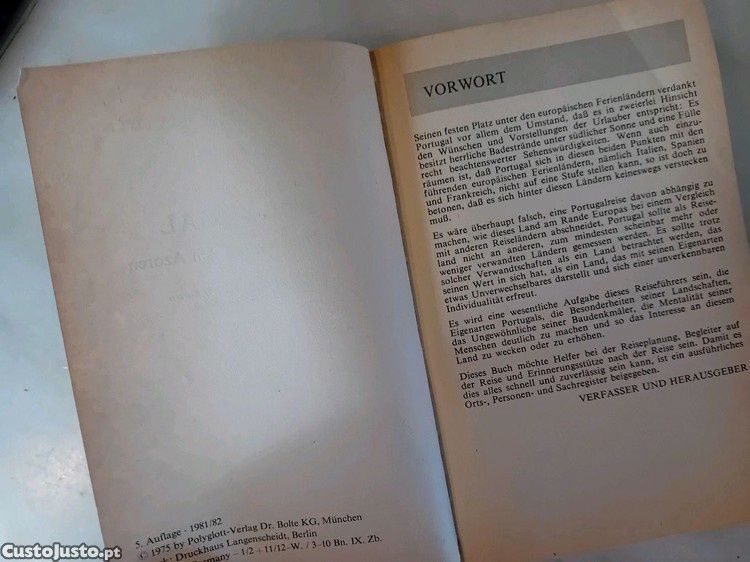 5. Auflage · 1981/82
© 1975 by Polyglott-Verlag Dr. Bolte KG, München
: Druckhaus Langenscheidt, Berlin
Germany – 1/2 + 11/12-W. / 3–10 Bn. IX. Zb.
VORWORT
Seinen festen Platz unter den europäischen Ferienländern verdankt
Portugal vor allem dem Umstand, daß es in zweierlei Hinsicht
den Wünschen und Vorstellungen der Urlauber entspricht: Es
besitzt herrliche Badestrände unter südlicher Sonne und eine Fülle
recht beachtenswerter Sehenswürdigkeiten. Wenn auch einzu-
räumen ist, daß Portugal sich in diesen beiden Punkten mit den
führenden europäischen Ferienländern, nämlich Italien, Spanien
und Frankreich, nicht auf eine Stufe stellen kann, so ist doch zu
betonen, daß es sich hinter diesen Ländern keineswegs verstecken
muß.
Es wäre überhaupt falsch, eine Portugalreise davon abhängig zu
machen, wie dieses Land am Rande Europas bei einem Vergleich
mit anderen Reiseländern abschneidet. Portugal sollte als Reise-
land nicht an anderen, zum mindesten scheinbar mehr oder
weniger verwandten Ländern gemessen werden. Es sollte trotz
solcher Verwandtschaften als ein Land betrachtet werden, das
seinen Wert in sich hat, als ein Land, das mit seinen Eigenarten
etwas Unverwechselbares darstellt und sich einer unverkennbaren
Individualität erfreut.
Es wird eine wesentliche Aufgabe dieses Reiseführers sein, die
Eigenarten Portugals, die Besonderheiten seiner Landschaften,
das Ungewöhnliche seiner Baudenkmäler, die Mentalität seiner
Menschen deutlich zu machen und so das Interesse an diesem
Land zu wecken oder zu erhöhen.
Dieses Buch möchte Helfer bei der Reiseplanung, Begleiter auf
der Reise und Erinnerungsstütze nach der Reise sein. Damit es
dies alles schnell und zuverlässig sein kann, ist ein ausführliches
Orts-, Personen- und Sachregister beigegeben.
VERFASSER UND HERAUSGEBER
CustoJusto.pt